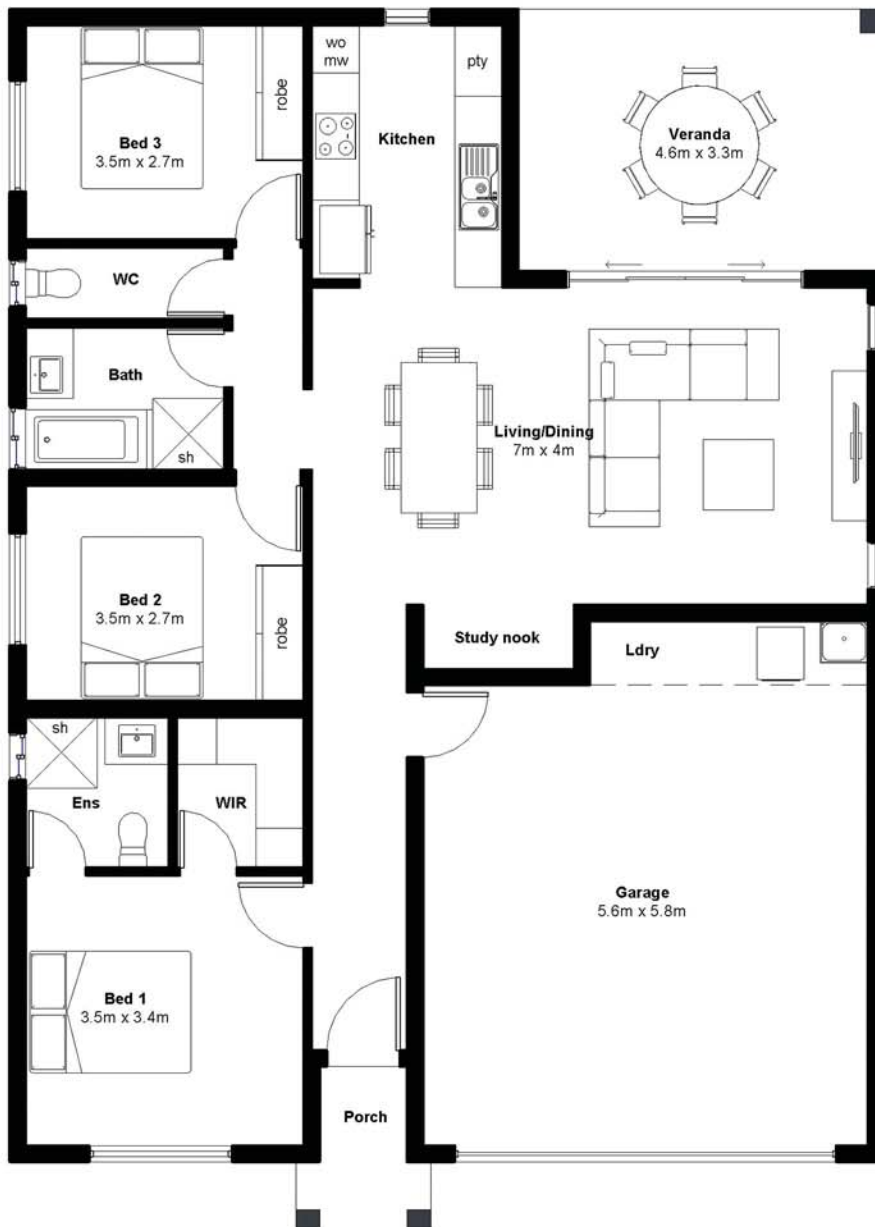 wo
mw
pty
robe
Bed 3
3.5m x 2.7m
Kitchen
Veranda
4.6m x 3.3m
WC
Bath
sh
Living/Dining
7m x 4m
Bed 2
3.5m x 2.7m
robe
Study nook
Ldry
sh
Ens
WIR
Garage
5.6m x 5.8m
Bed 1
3.5m x 3.4m
Porch